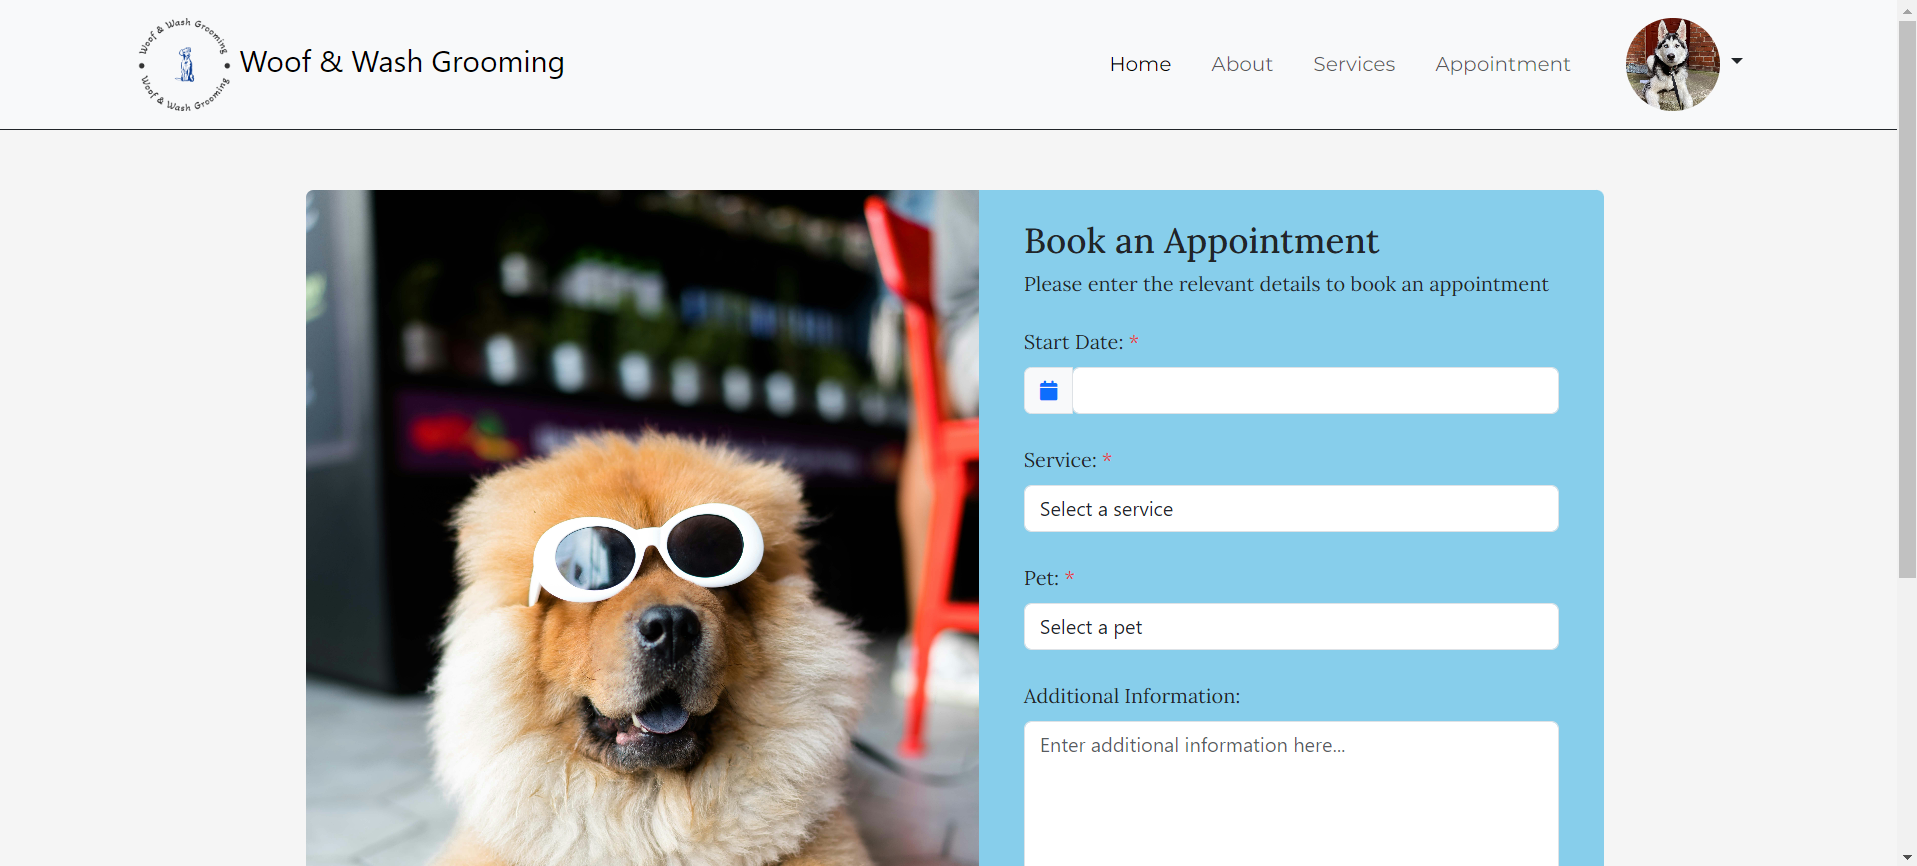 Woof & Wash Grooming
Woof & Wash Grooming
Woof & Wash Grooming
Home
About
Services
Appointment
Book an Appointment
Please enter the relevant details to book an appointment
Start Date: *
Service: *
Select a service
Pet: *
Select a pet
Additional Information:
Enter additional information here...